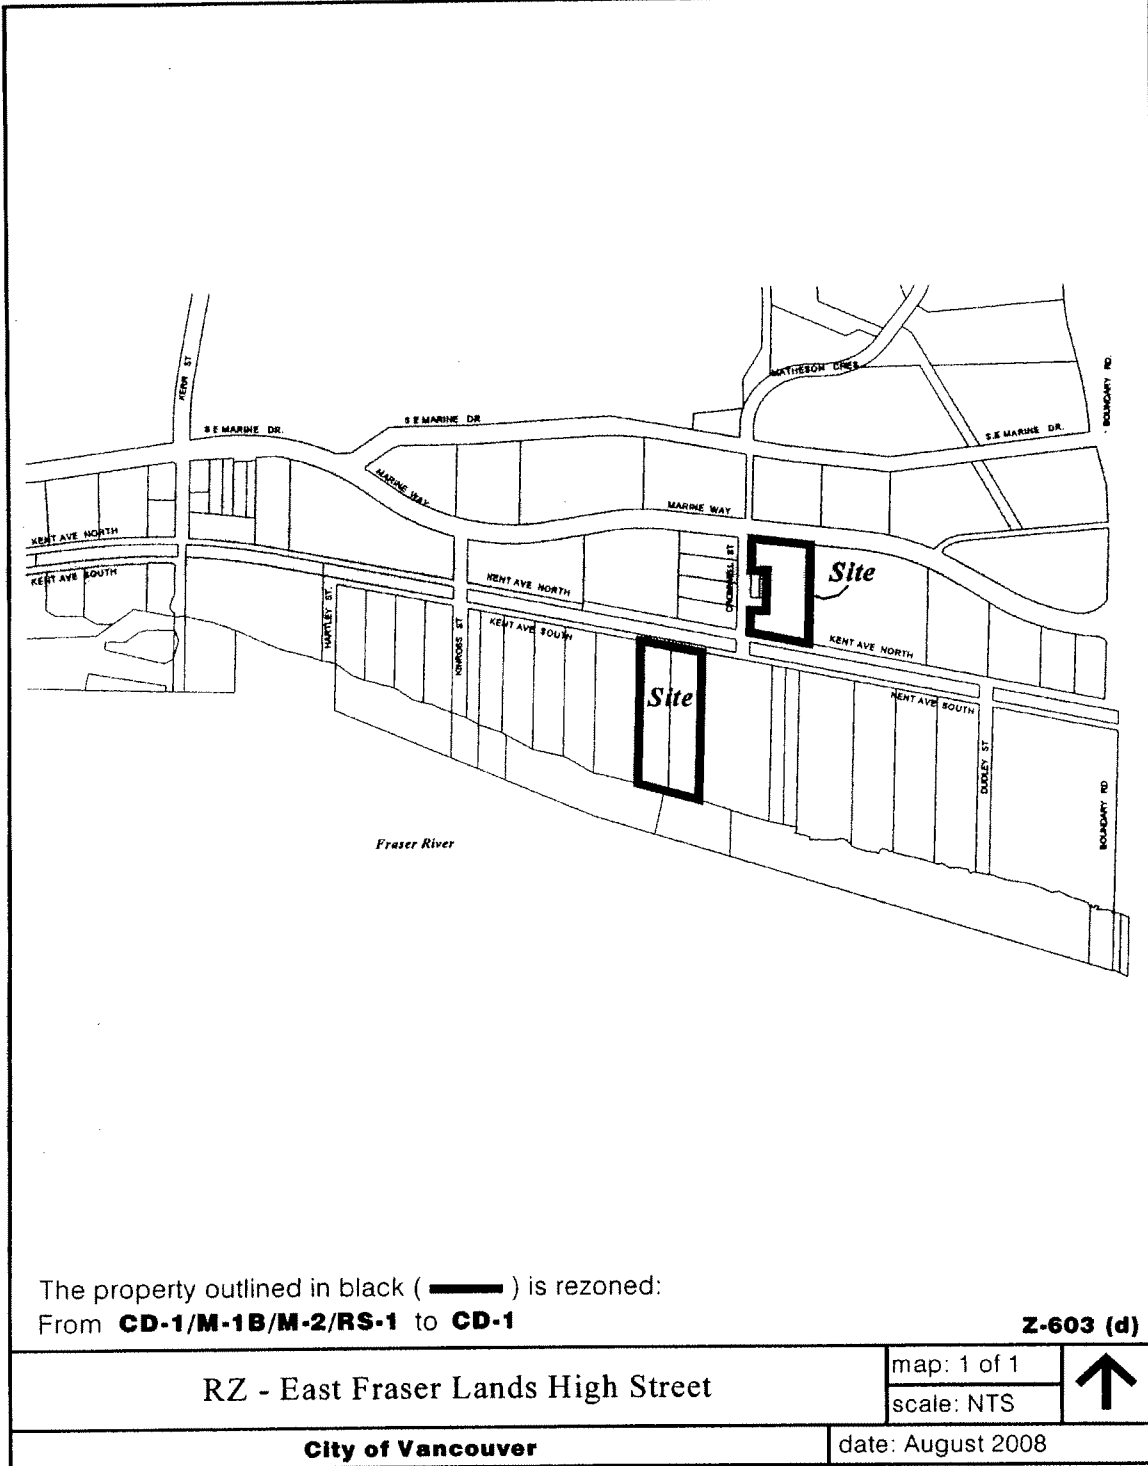 KERR ST
S E MARINE DR.
S E MARINE DR
MATHESON CRES
BOUNDARY RD.
S.E MARINE DR.
MARINE WAY
MARINE WAY
KENT AVE NORTH
KENT AVE SOUTH
CROMWELL ST
Site
HARTLEY ST.
KINROSS ST
KENT AVE NORTH
KENT AVE SOUTH
KENT AVE NORTH
Site
KENT AVE SOUTH
DUDLEY ST
BOUNDARY RD
Fraser River
The property outlined in black ( ) is rezoned:
From CD-1/M-1B/M-2/RS-1 to CD-1
Z-603 (d)
RZ - East Fraser Lands High Street
map: 1 of 1
scale: NTS
City of Vancouver
date: August 2008